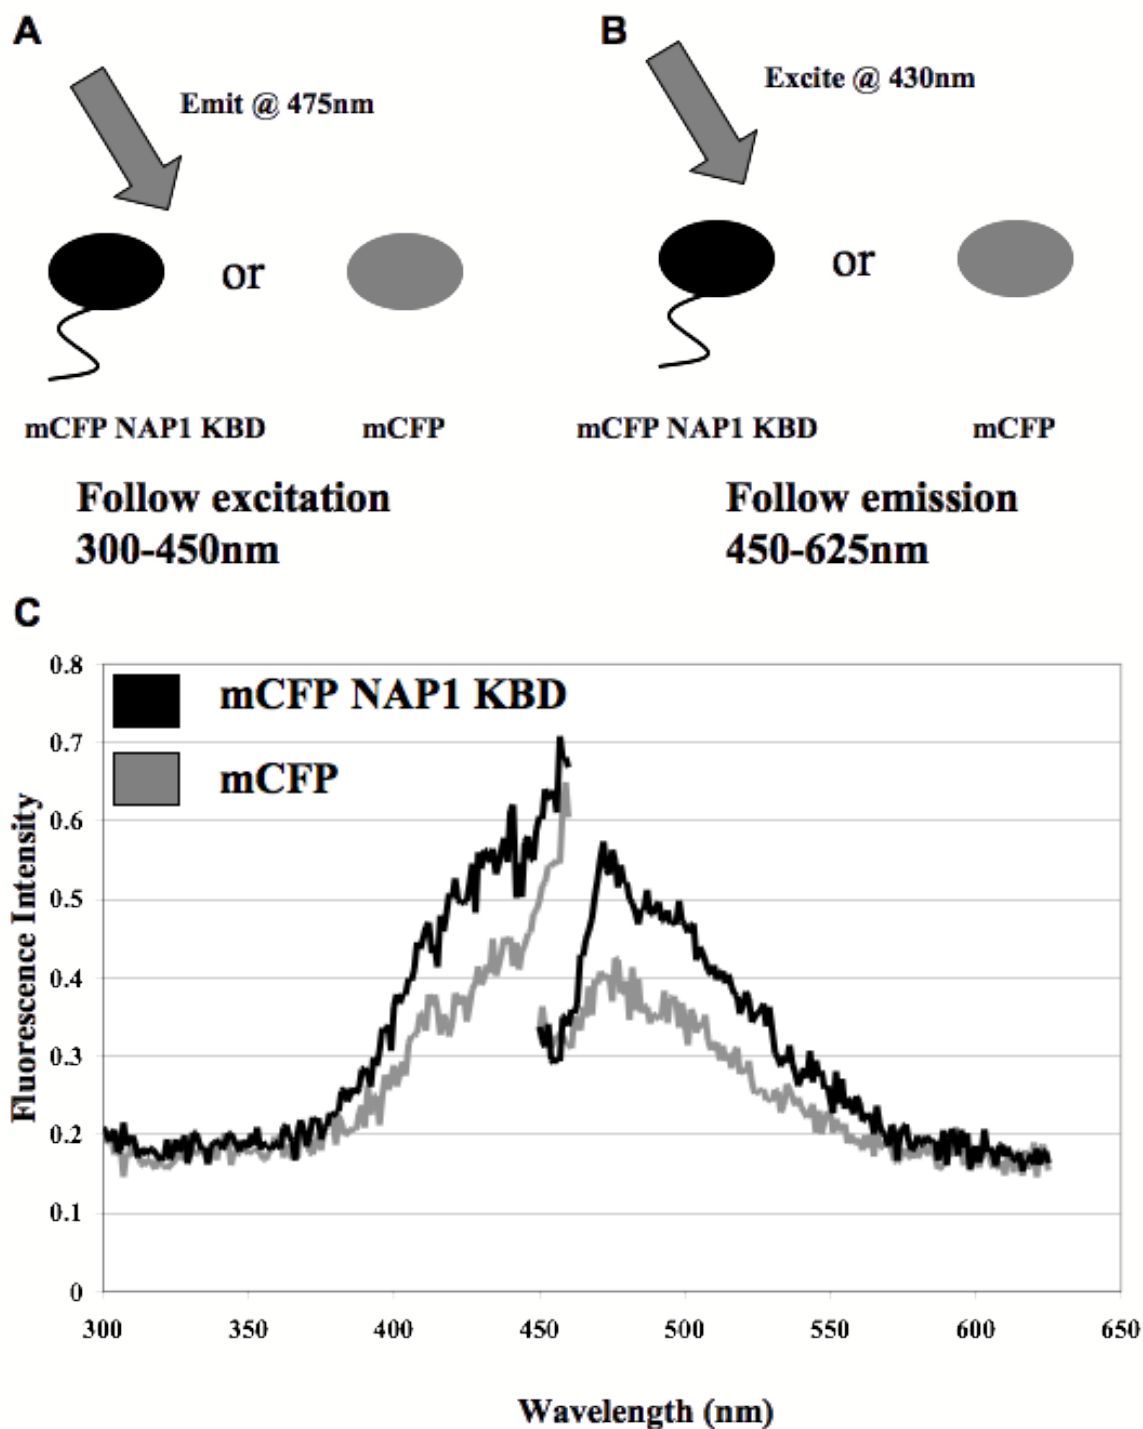 A
Emit @ 475nm
or
mCFP NAP1 KBD
mCFP
Follow excitation
300-450nm
B
Excite @ 430nm
or
mCFP NAP1 KBD
mCFP
Follow emission
450-625nm
C
mCFP NAP1 KBD
mCFP
Fluorescence Intensity
0.8
0.7
0.6
0.5
0.4
0.3
0.2
0.1
0
300 350 400 450 500 550 600 650
Wavelength (nm)